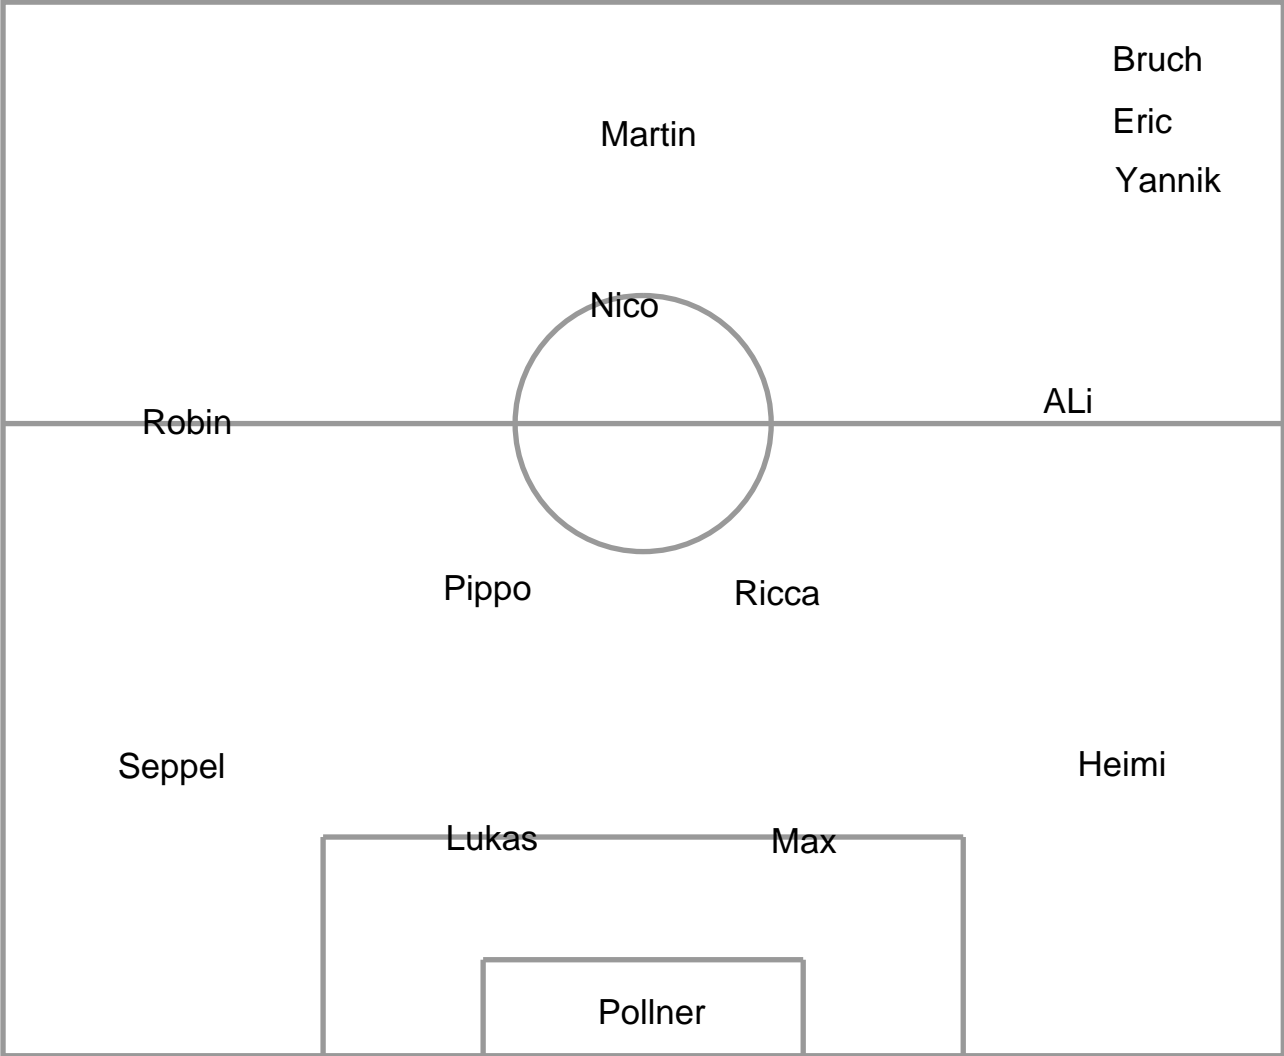 Bruch
Eric
Martin
Yannik
Nico
ALi
Robin
Pippo
Ricca
Seppel
Heimi
Lukas
Max
Pollner